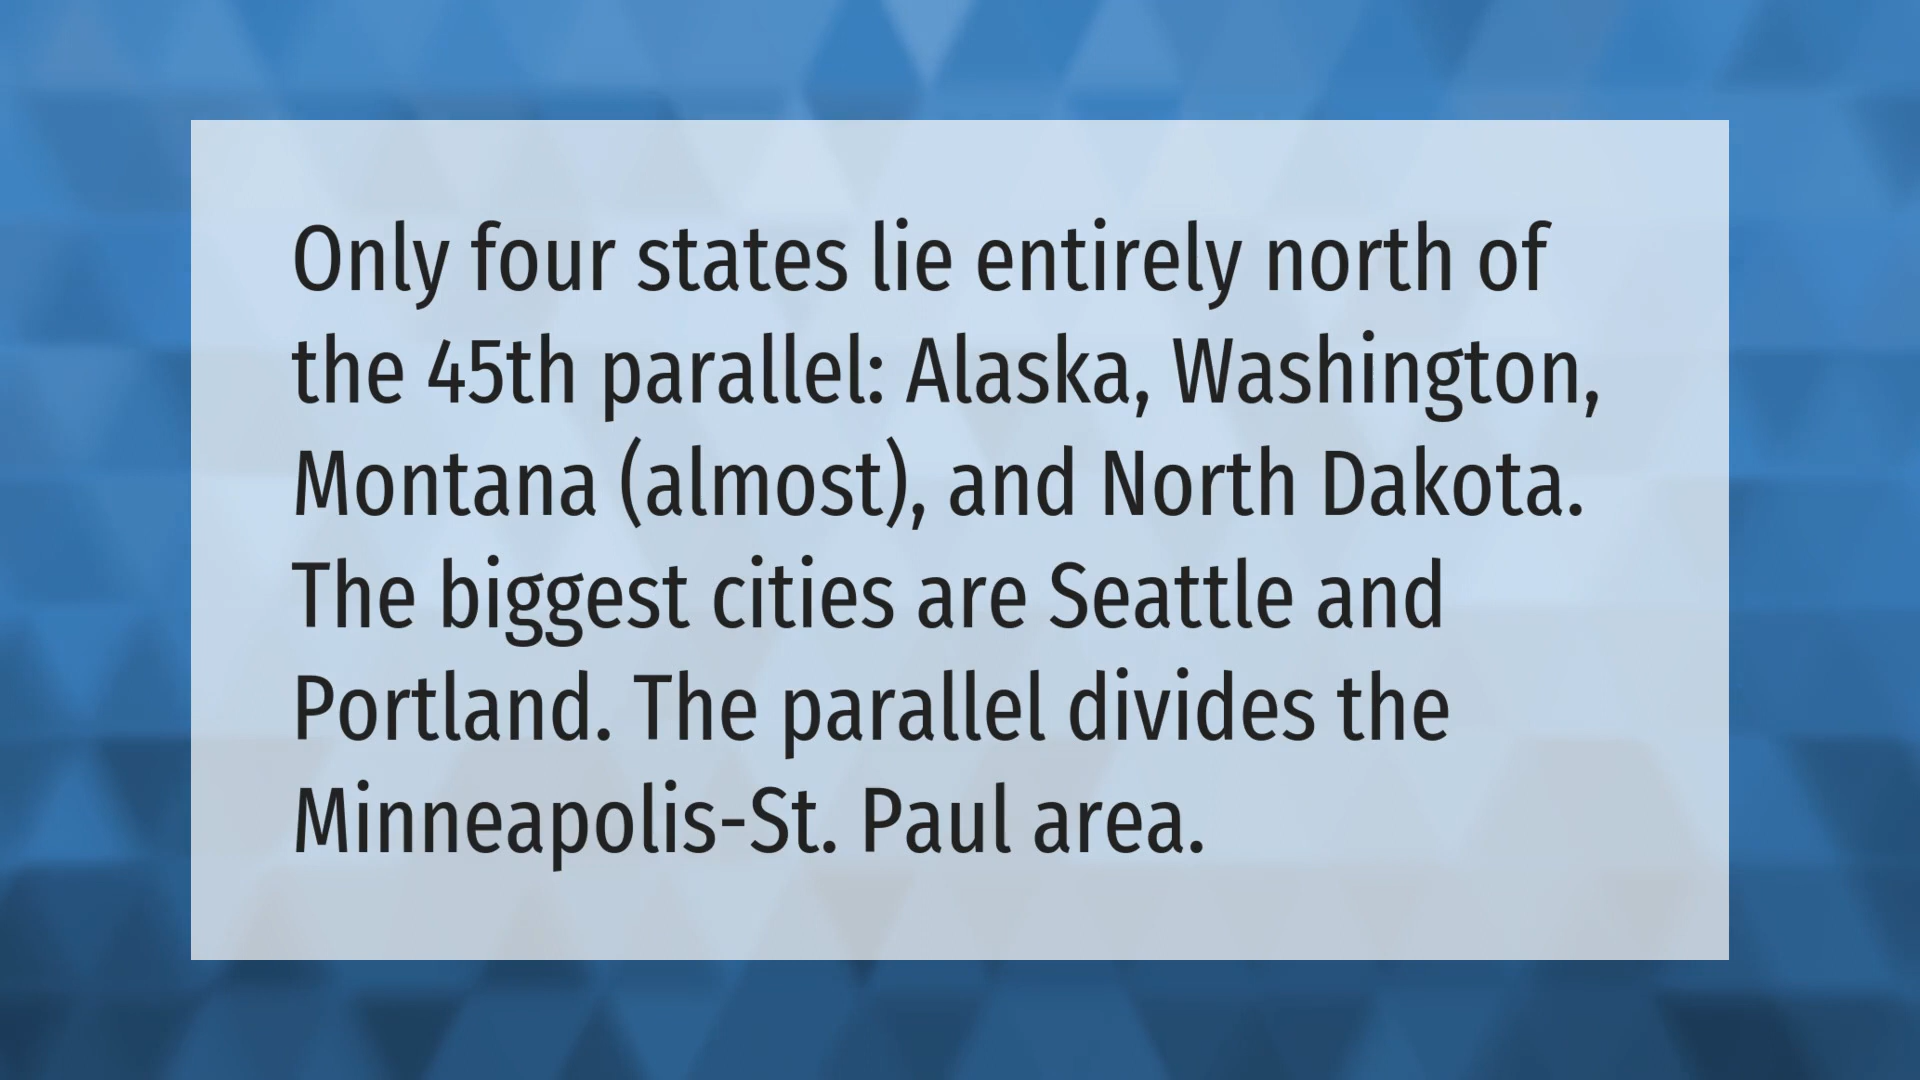 Only four states lie entirely north of
the 45th parallel: Alaska, Washington,
Montana (almost), and North Dakota.
The biggest cities are Seattle and
Portland. The parallel divides the
Minneapolis-St. Paul area.